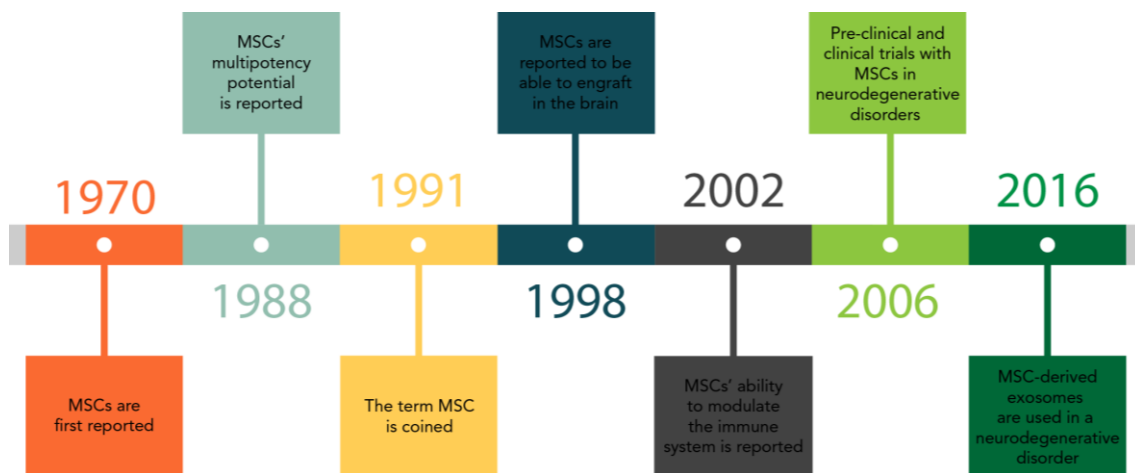 MSCs'
multipotency
potential
is reported
MSCs are
reported to be
able to engraft
in the brain
Pre-clinical and
clinical trials with
MSCs in
neurodegenerative
disorders
1970
1991
2002
2016
1988
1998
2006
MSCs are
first reported
The term MSC
is coined
MSCs' ability
to modulate
the immune
system is reported
MSC-derived
exosomes
are used in a
neurodegenerative
disorder